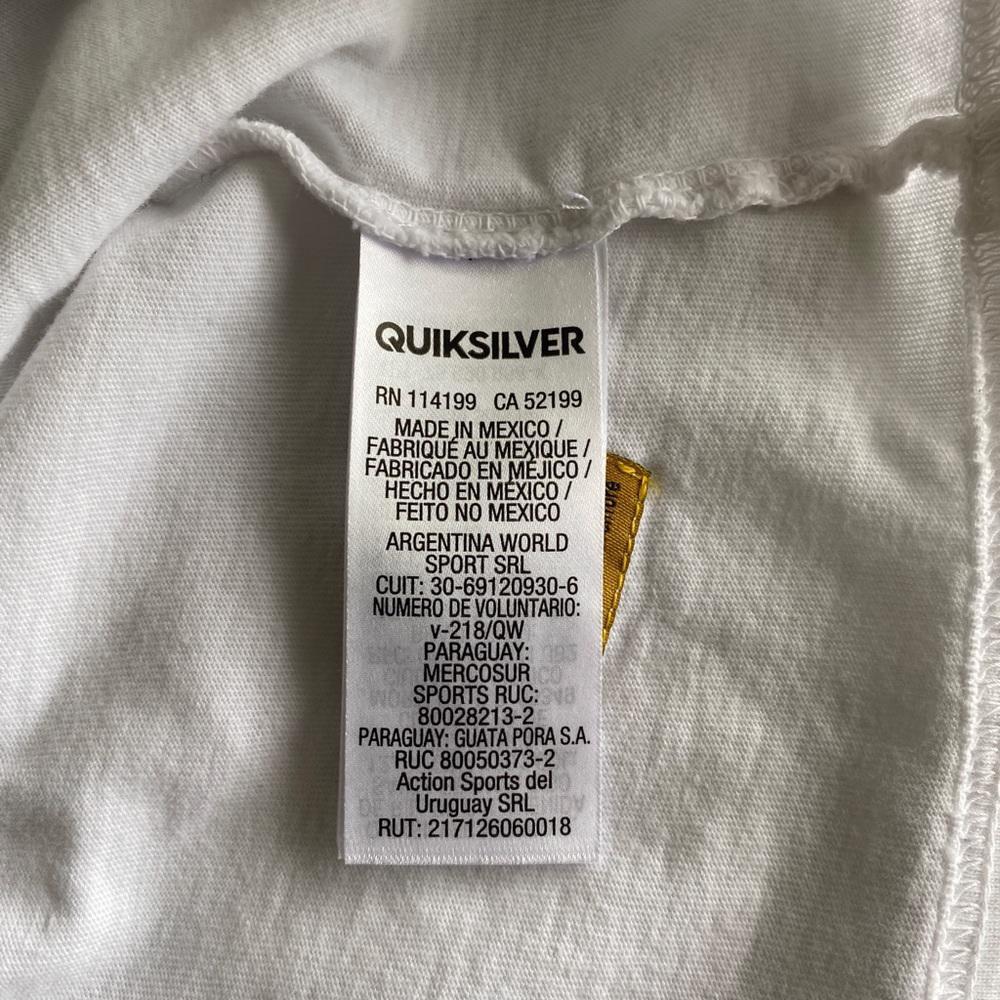 QUIKSILVER
RN 114199 CA 52199
MADE IN MEXICO /
FABRIQUÉ AU MEXIQUE /
FABRICADO EN MÉJICO /
HECHO EN MÉXICO /
FEITO NO MEXICO
ARGENTINA WORLD
SPORT SRL
CUIT: 30-69120930-6
NUMERO DE VOLUNTARIO:
v-218/QW
PARAGUAY:
MERCOSUR
SPORTS RUC:
80028213-2
PARAGUAY: GUATA PORA S.A.
RUC 80050373-2
Action Sports del
Uruguay SRL
RUT: 217126060018